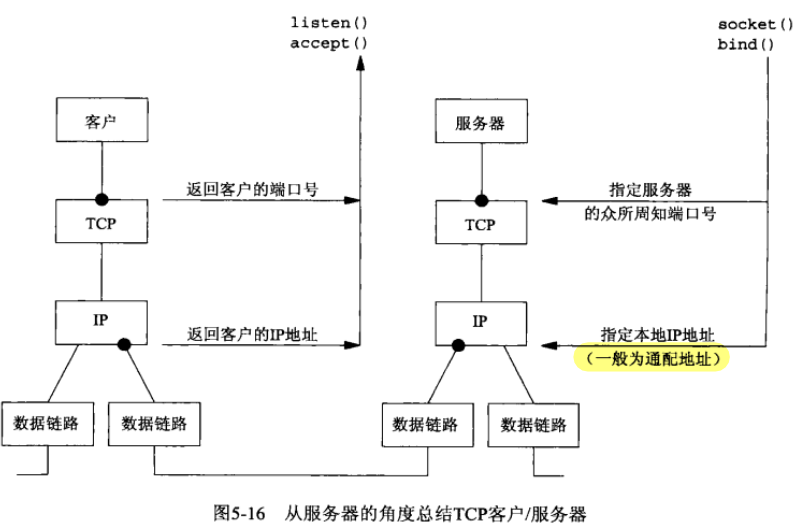 listen()
accept()
socket()
bind()
客户
服务器
返回客户的端口号
指定服务器
的众所周知端口号
TCP
TCP
IP
IP
返回客户的IP地址
指定本地IP地址
（一般为通配地址）
数据链路
数据链路
数据链路
数据链路
图5-16 从服务器的角度总结TCP客户/服务器